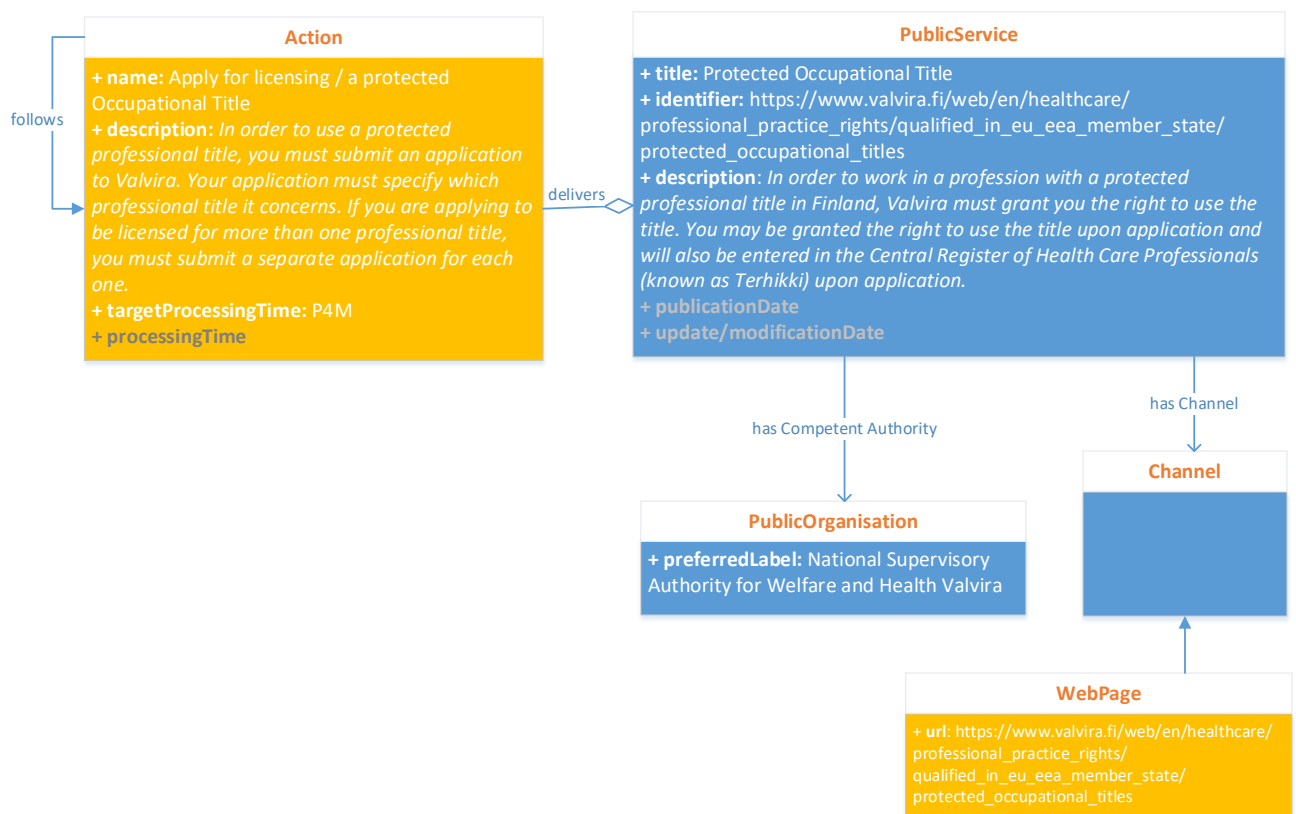 Action
+ name: Apply for licensing / a protected
Occupational Title
+ description: In order to use a protected
professional title, you must submit an application
to Valvira. Your application must specify which
professional title it concerns. If you are applying to
be licensed for more than one professional title,
you must submit a separate application for each
one.
+ targetProcessingTime: P4M
+ processingTime
follows
delivers
PublicService
+ title: Protected Occupational Title
+ identifier: https://www.valvira.fi/web/en/healthcare/
professional_practice_rights/qualified_in_eu_eea_member_state/
protected_occupational_titles
+ description: In order to work in a profession with a protected
professional title in Finland, Valvira must grant you the right to use the
title. You may be granted the right to use the title upon application and
will also be entered in the Central Register of Health Care Professionals
(known as Terhikki) upon application.
+ publicationDate
+ update/modificationDate
has Competent Authority
has Channel
PublicOrganisation
+ preferredLabel: National Supervisory
Authority for Welfare and Health Valvira
Channel
WebPage
+ url: https://www.valvira.fi/web/en/healthcare/
professional_practice_rights/
qualified_in_eu_eea_member_state/
protected_occupational_titles